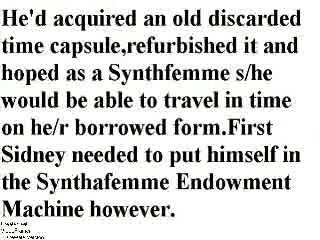 He'd acquired an old discarded
time capsule,refurbished it and
hoped as a Synthfemme s/he
would be able to travel in time
on he/r borrowed form.First
Sidney needed to put himself in
the Synthafemme Endowment
Machine however.